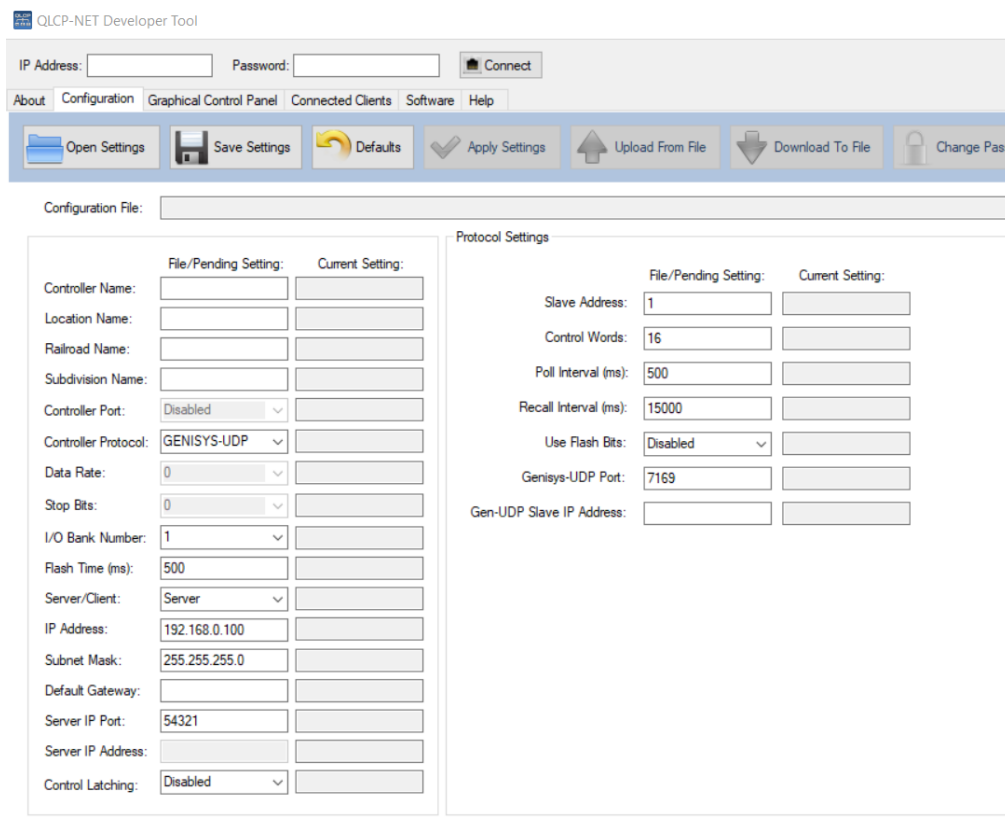 QLCP-NET Developer Tool
IP Address: Password: Connect
About Configuration Graphical Control Panel Connected Clients Software Help
Open Settings Save Settings Defaults Apply Settings Upload From File Download To File Change Pas
Configuration File:
File/Pending Setting: Current Setting:
Controller Name:
Location Name:
Railroad Name:
Subdivision Name:
Controller Port: Disabled
Controller Protocol: GENISYS-UDP
Data Rate: 0
Stop Bits: 0
I/O Bank Number: 1
Flash Time (ms): 500
Server/Client: Server
IP Address: 192.168.0.100
Subnet Mask: 255.255.255.0
Default Gateway:
Server IP Port: 54321
Server IP Address:
Control Latching: Disabled
Protocol Settings
File/Pending Setting: Current Setting:
Slave Address: 1
Control Words: 16
Poll Interval (ms): 500
Recall Interval (ms): 15000
Use Flash Bits: Disabled
Genisys-UDP Port: 7169
Gen-UDP Slave IP Address: